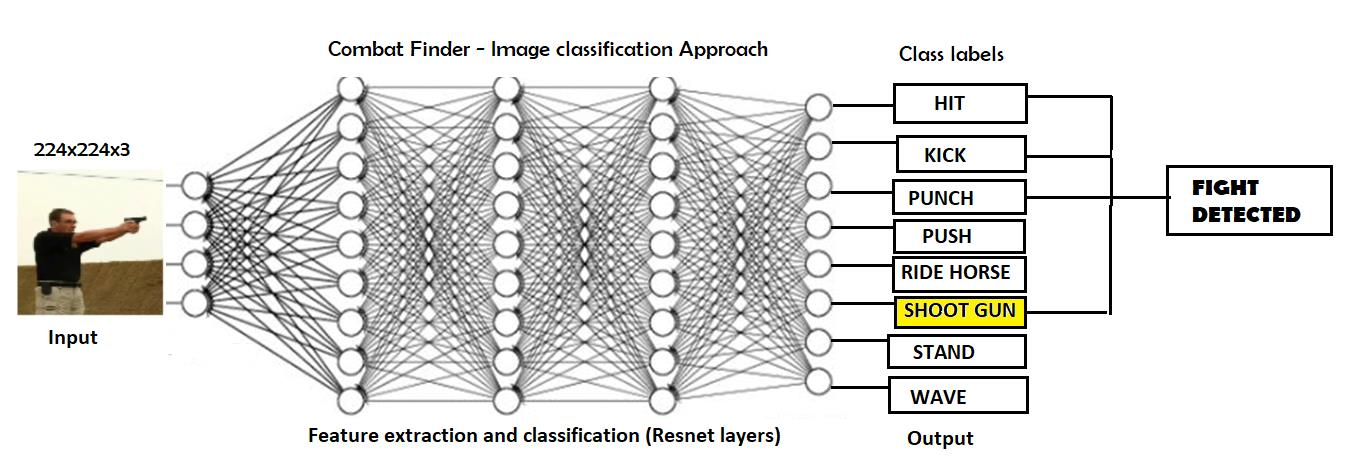 Combat Finder - Image classification Approach
Class labels
224x224x3
HIT
KICK
PUNCH
PUSH
RIDE HORSE
SHOOT GUN
STAND
WAVE
FIGHT
DETECTED
Input
Feature extraction and classification (Resnet layers)
Output